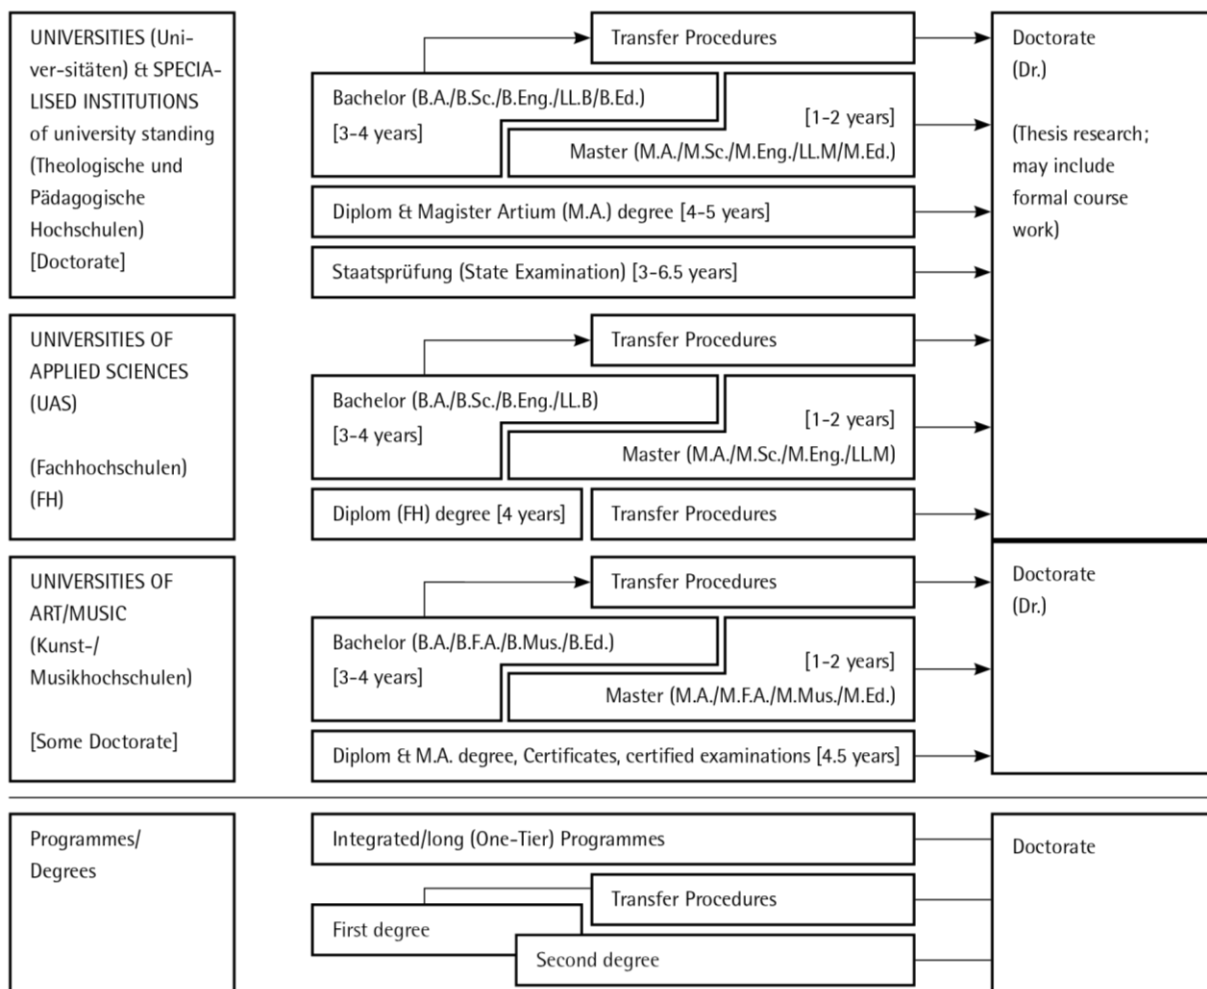 UNIVERSITIES (Uni-
ver-sitäten) & SPECIA-
LISED INSTITUTIONS
of university standing
(Theologische und
Pädagogische
Hochschulen)
[Doctorate]
Transfer Procedures
Bachelor (B.A./B.Sc./B.Eng./LL.B/B.Ed.)
[3-4 years]
[1-2 years]
Master (M.A./M.Sc./M.Eng./LL.M/M.Ed.)
Diplom & Magister Artium (M.A.) degree [4-5 years]
Staatsprüfung (State Examination) [3-6.5 years]
Doctorate
(Dr.)
(Thesis research;
may include
formal course
work)
UNIVERSITIES OF
APPLIED SCIENCES
(UAS)
(Fachhochschulen)
(FH)
Transfer Procedures
Bachelor (B.A./B.Sc./B.Eng./LL.B)
[3-4 years]
[1-2 years]
Master (M.A./M.Sc./M.Eng./LL.M)
Diplom (FH) degree [4 years]
Transfer Procedures
UNIVERSITIES OF
ART/MUSIC
(Kunst-/
Musikhochschulen)
[Some Doctorate]
Transfer Procedures
Bachelor (B.A./B.F.A./B.Mus./B.Ed.)
[3-4 years]
[1-2 years]
Master (M.A./M.F.A./M.Mus./M.Ed.)
Diplom & M.A. degree, Certificates, certified examinations [4.5 years]
Doctorate
(Dr.)
Programmes/
Degrees
Integrated/long (One-Tier) Programmes
Transfer Procedures
First degree
Second degree
Doctorate